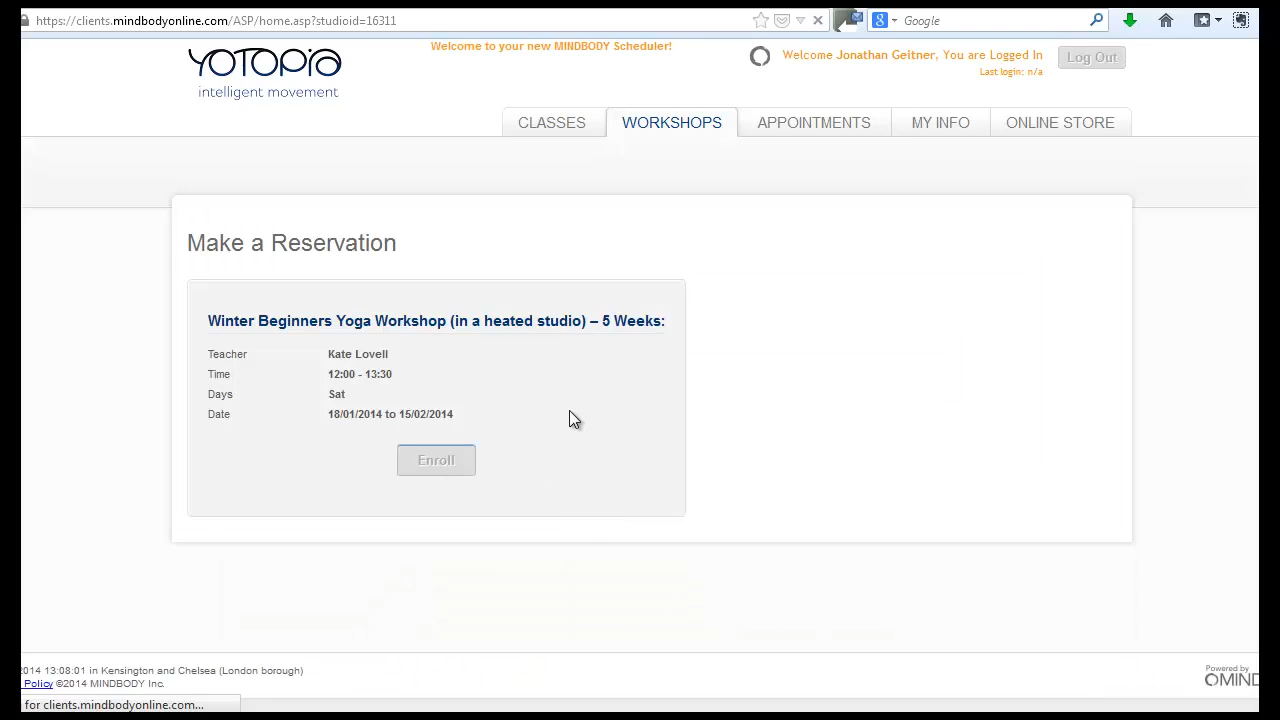 https://clients.mindbodyonline.com/ASP/home.asp?studioid=16311
Google
YOTOPIA
intelligent movement
Welcome to your new MINDBODY Scheduler!
Welcome Jonathan Geitner, You are Logged In
Last login: n/a
Log Out
CLASSES
WORKSHOPS
APPOINTMENTS
MY INFO
ONLINE STORE
Make a Reservation
Winter Beginners Yoga Workshop (in a heated studio) – 5 Weeks:
Teacher Kate Lovell
Time 12:00 - 13:30
Days Sat
Date 18/01/2014 to 15/02/2014
Enroll
2014 13:08:01 in Kensington and Chelsea (London borough)
Policy ©2014 MINDBODY Inc.
Powered by
MIND
for clients.mindbodyonline.com...